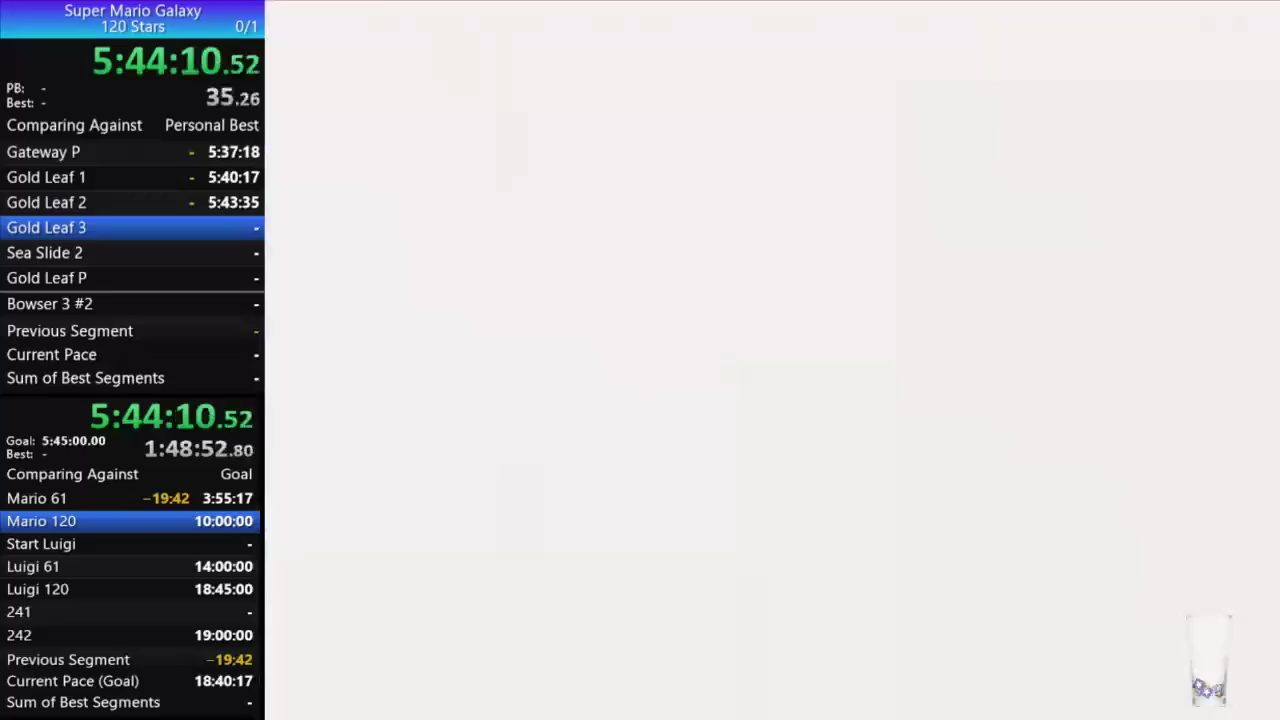 Super Mario Galaxy
120 Stars 0/1
5:44:10.52
PB: -
Best: -
35.26
Comparing Against Personal Best
Gateway P - 5:37:18
Gold Leaf 1 - 5:40:17
Gold Leaf 2 - 5:43:35
Gold Leaf 3 -
Sea Slide 2 -
Gold Leaf P -
Bowser 3 #2 -
Previous Segment -
Current Pace -
Sum of Best Segments -
5:44:10.52
Goal: 5:45:00.00
Best: -
1:48:52.80
Comparing Against Goal
Mario 61 −19:42 3:55:17
Mario 120 10:00:00
Start Luigi -
Luigi 61 14:00:00
Luigi 120 18:45:00
241 -
242 19:00:00
Previous Segment −19:42
Current Pace (Goal) 18:40:17
Sum of Best Segments -